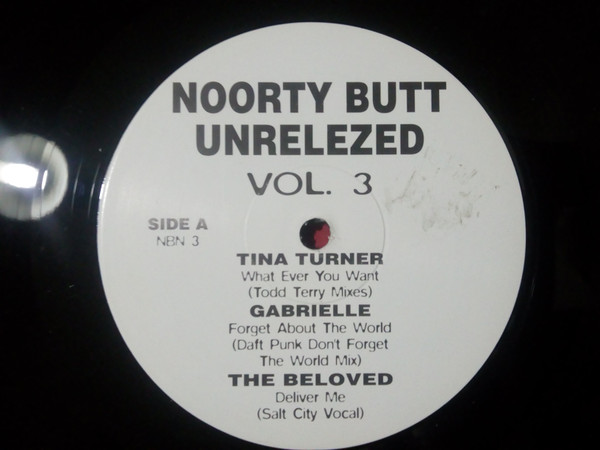 NOORTY BUTT
UNRELEZED
VOL. 3
SIDE A
NBN 3
TINA TURNER
What Ever You Want
(Todd Terry Mixes)
GABRIELLE
Forget About The World
(Daft Punk Don't Forget
The World Mix)
THE BELOVED
Deliver Me
(Salt City Vocal)